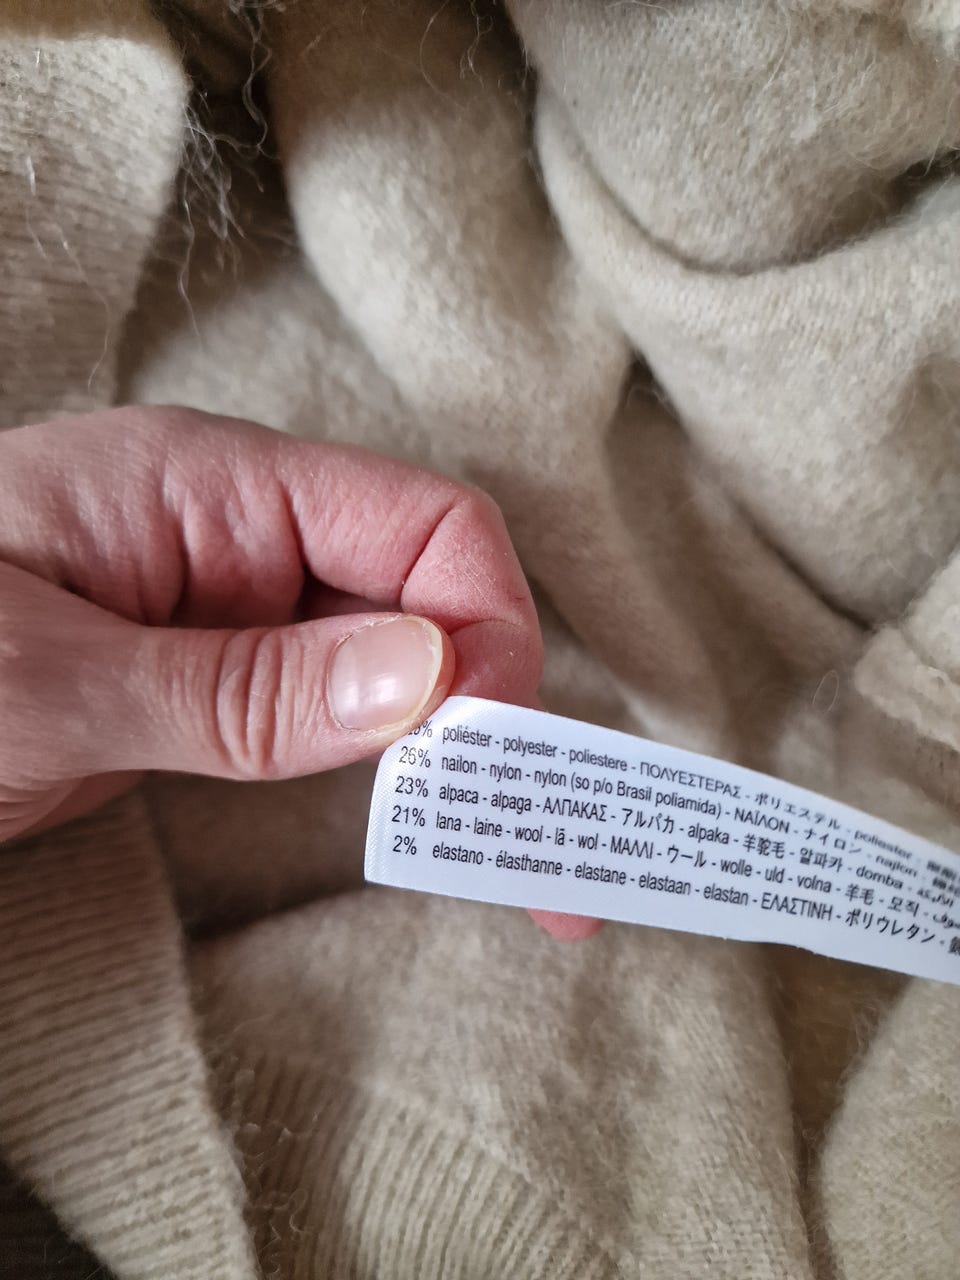 poliéster - polyester - poliestere - ΠΟΛΥΕΣΤΕΡΑΣ - ポリエステル - poliester -
26% nailon - nylon - nylon (so p/o Brasil poliamida) - ΝΑΪΛΟΝ - ナイロン - najlon -
23% alpaca - alpaga - ΑΛΠΑΚΑΣ - アルパカ - alpaka - 羊驼毛 - 알파카 - domba -
21% lana - laine - wool - lã - wol - ΜΑΛΛΙ - ウール - wolle - uld - volna - 羊毛 - 모직 -
2% elastano - élasthanne - elastane - elastaan - elastan - ΕΛΑΣΤΙΝΗ - ポリウレタン -